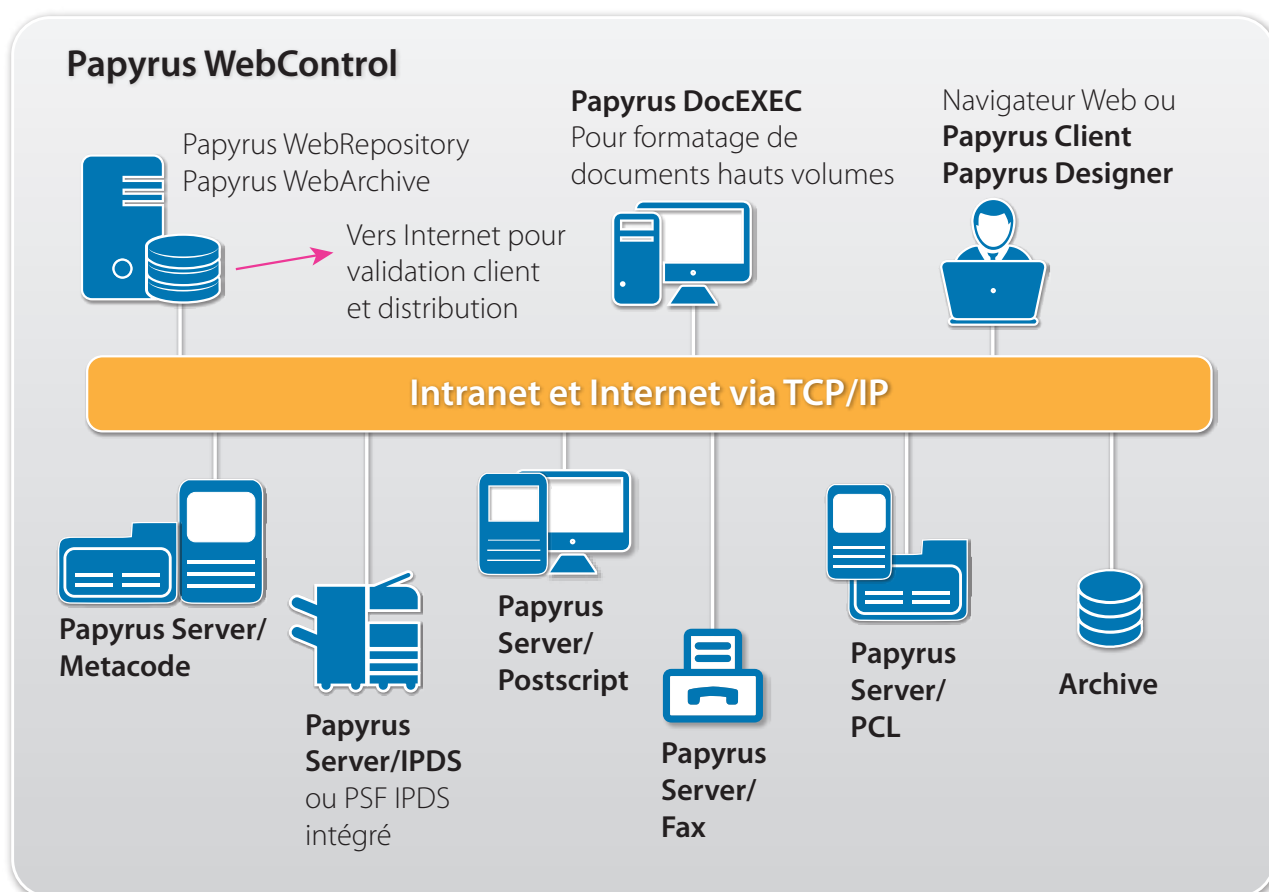 Papyrus WebControl
Papyrus WebRepository
Papyrus WebArchive
Vers Internet pour
validation client
et distribution
Papyrus DocEXEC
Pour formatage de
documents hauts volumes
Navigateur Web ou
Papyrus Client
Papyrus Designer
Intranet et Internet via TCP/IP
Papyrus Server/
Metacode
Papyrus
Server/IPDS
ou PSF IPDS
intégré
Papyrus
Server/
Postscript
Papyrus
Server/
Fax
Papyrus
Server/
PCL
Archive